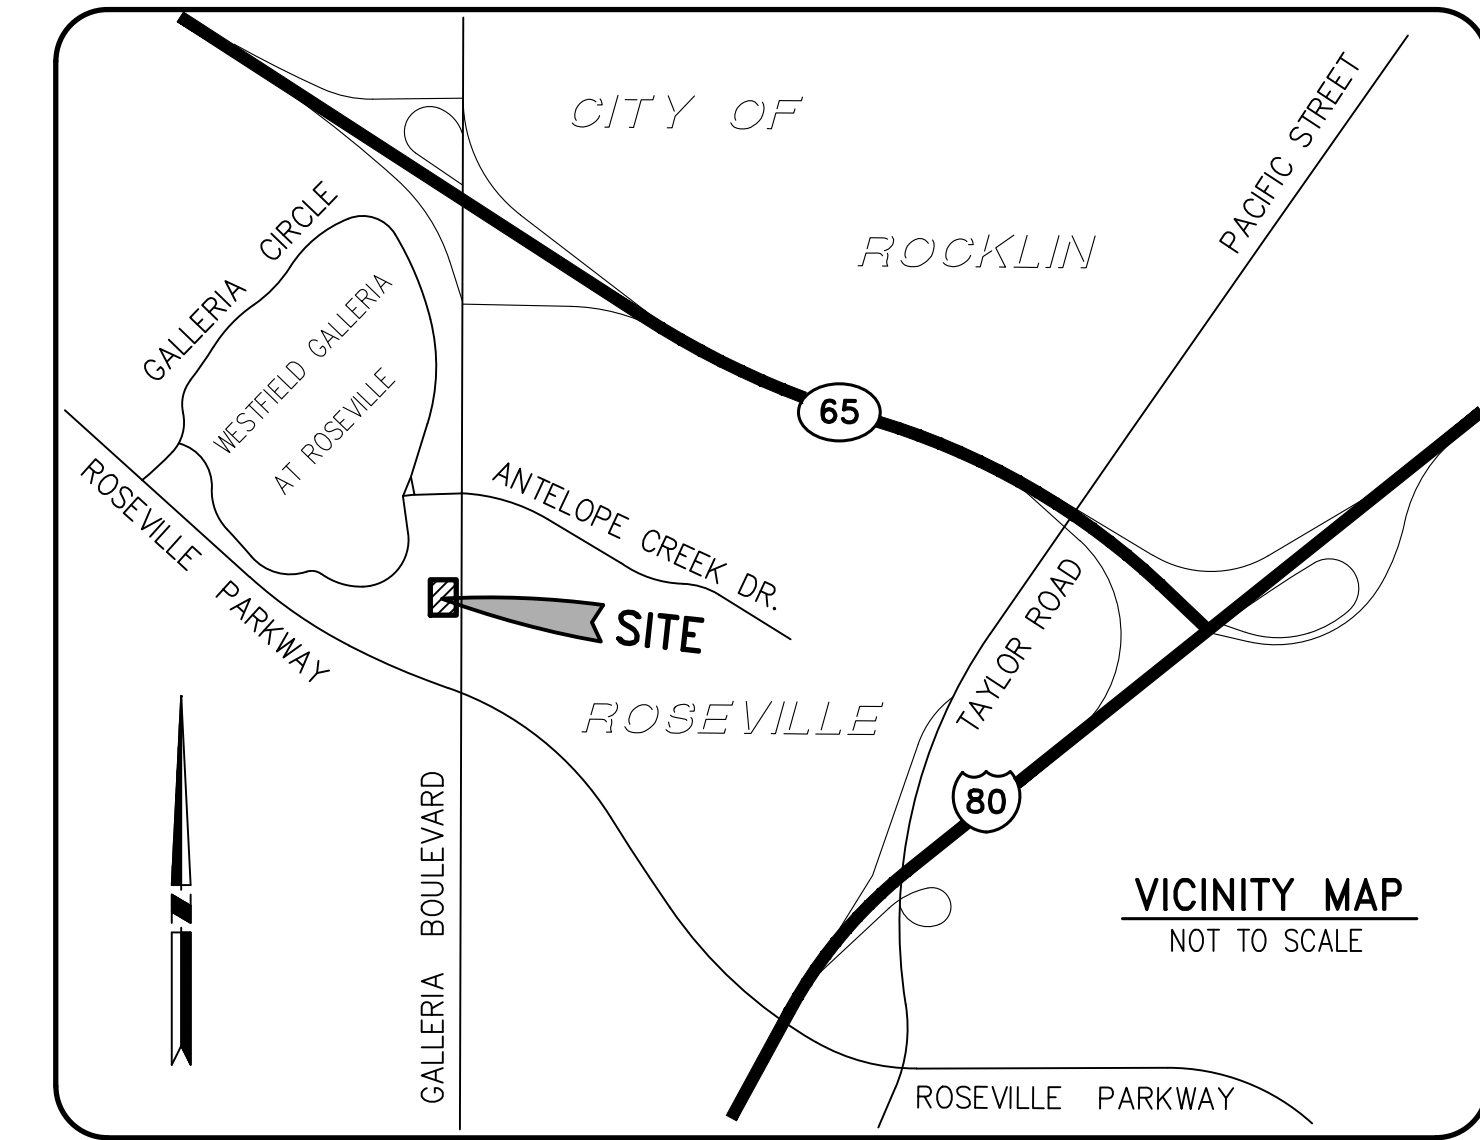 CITY OF
ROCKLIN
PACIFIC STREET
GALLERIA CIRCLE
WESTFIELD GALLERIA
AT ROSEVILLE
65
ROSEVILLE PARKWAY
ANTELOPE CREEK DR.
SITE
TAYLOR ROAD
ROSEVILLE
80
GALLERIA BOULEVARD
VICINITY MAP
NOT TO SCALE
ROSEVILLE PARKWAY